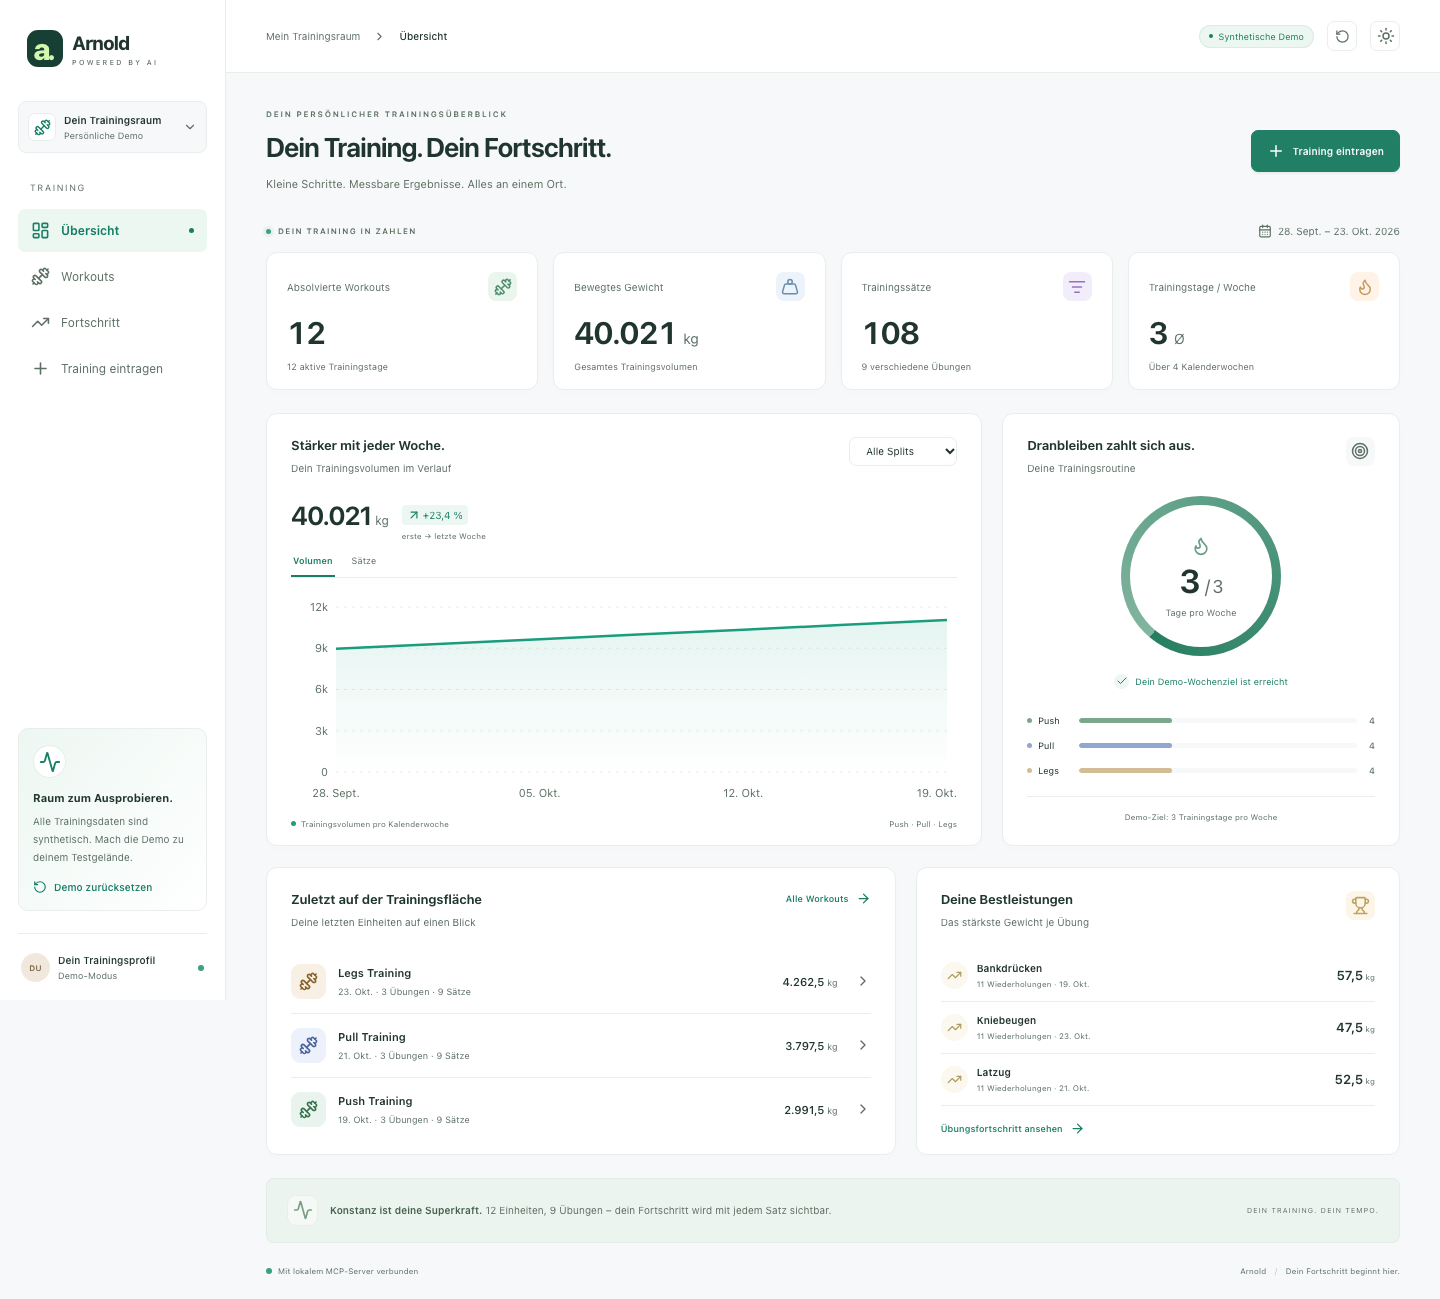 a.
Arnold
POWERED BY AI
Dein Trainingsraum
Persönliche Demo
TRAINING
Übersicht
Workouts
Fortschritt
Training eintragen
Raum zum Ausprobieren.
Alle Trainingsdaten sind
synthetisch. Mach die Demo zu
deinem Testgelände.
Demo zurücksetzen
DU
Dein Trainingsprofil
Demo-Modus
Mein Trainingsraum
Übersicht
Synthetische Demo
DEIN PERSÖNLICHER TRAININGSÜBERBLICK
Dein Training. Dein Fortschritt.
Kleine Schritte. Messbare Ergebnisse. Alles an einem Ort.
Training eintragen
DEIN TRAINING IN ZAHLEN
28. Sept. – 23. Okt. 2026
Absolvierte Workouts
12
12 aktive Trainingstage
Bewegtes Gewicht
40.021 kg
Gesamtes Trainingsvolumen
Trainingssätze
108
9 verschiedene Übungen
Trainingstage / Woche
3 Ø
Über 4 Kalenderwochen
Stärker mit jeder Woche.
Dein Trainingsvolumen im Verlauf
Alle Splits
40.021 kg
+23,4 %
erste → letzte Woche
Volumen
Sätze
12k
9k
6k
3k
0
28. Sept.
05. Okt.
12. Okt.
19. Okt.
Trainingsvolumen pro Kalenderwoche
Push · Pull · Legs
Dranbleiben zahlt sich aus.
Deine Trainingsroutine
3 /3
Tage pro Woche
Dein Demo-Wochenziel ist erreicht
Push 4
Pull 4
Legs 4
Demo-Ziel: 3 Trainingstage pro Woche
Zuletzt auf der Trainingsfläche
Deine letzten Einheiten auf einen Blick
Alle Workouts
Legs Training
23. Okt. · 3 Übungen · 9 Sätze
4.262,5 kg
Pull Training
21. Okt. · 3 Übungen · 9 Sätze
3.797,5 kg
Push Training
19. Okt. · 3 Übungen · 9 Sätze
2.991,5 kg
Deine Bestleistungen
Das stärkste Gewicht je Übung
Bankdrücken
11 Wiederholungen · 19. Okt.
57,5 kg
Kniebeugen
11 Wiederholungen · 23. Okt.
47,5 kg
Latzug
11 Wiederholungen · 21. Okt.
52,5 kg
Übungsfortschritt ansehen
Konstanz ist deine Superkraft. 12 Einheiten, 9 Übungen – dein Fortschritt wird mit jedem Satz sichtbar.
DEIN TRAINING. DEIN TEMPO.
Mit lokalem MCP-Server verbunden
Arnold / Dein Fortschritt beginnt hier.